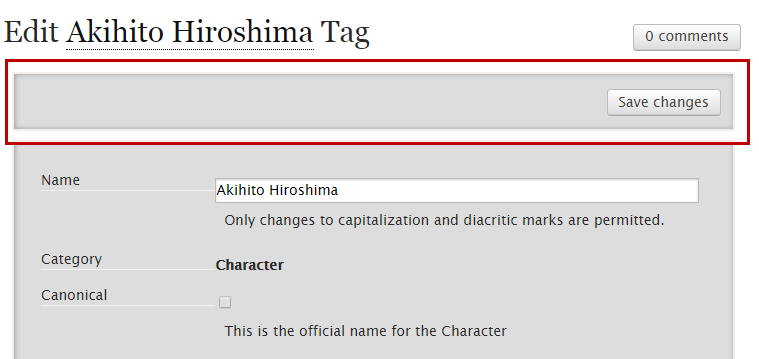 Edit Akihito Hiroshima Tag
0 comments
Save changes
Name
Akihito Hiroshima
Only changes to capitalization and diacritic marks are permitted.
Category
Character
Canonical
This is the official name for the Character